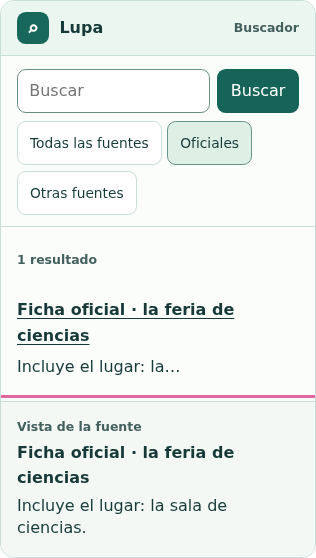 Lupa
Buscador
Buscar
Buscar
Todas las fuentes
Oficiales
Otras fuentes
1 resultado
Ficha oficial · la feria de
ciencias
Incluye el lugar: la…
Vista de la fuente
Ficha oficial · la feria de
ciencias
Incluye el lugar: la sala de
ciencias.